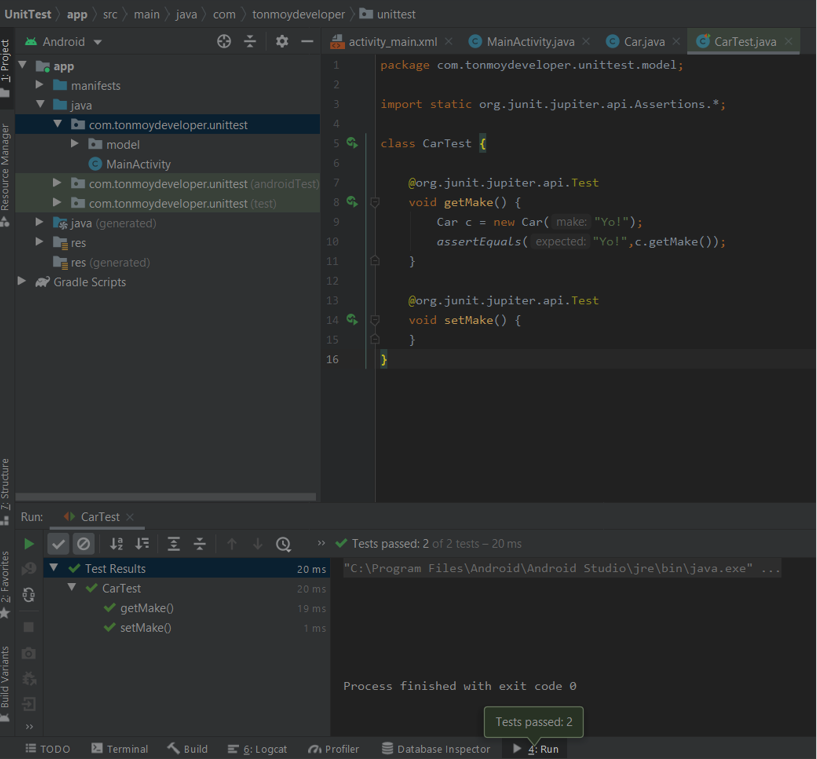 UnitTest app src main java com tonmoydeveloper unittest
Android
activity_main.xml
MainActivity.java
Car.java
CarTest.java
1: Project
Resource Manager
7: Structure
2: Favorites
Build Variants
app
manifests
java
com.tonmoydeveloper.unittest
model
MainActivity
com.tonmoydeveloper.unittest (androidTest)
com.tonmoydeveloper.unittest (test)
java (generated)
res
res (generated)
Gradle Scripts
1 package com.tonmoydeveloper.unittest.model;
2
3 import static org.junit.jupiter.api.Assertions.*;
4
5 class CarTest {
6
7 @org.junit.jupiter.api.Test
8 void getMake() {
9 Car c = new Car( make: "Yo!");
10 assertEquals( expected: "Yo!",c.getMake());
11 }
12
13 @org.junit.jupiter.api.Test
14 void setMake() {
15 }
16 }
Run: CarTest
Tests passed: 2 of 2 tests – 20 ms
Test Results 20 ms
CarTest 20 ms
getMake() 19 ms
setMake() 1 ms
"C:\Program Files\Android\Android Studio\jre\bin\java.exe" ...
Process finished with exit code 0
Tests passed: 2
TODO Terminal Build 6: Logcat Profiler Database Inspector 4: Run